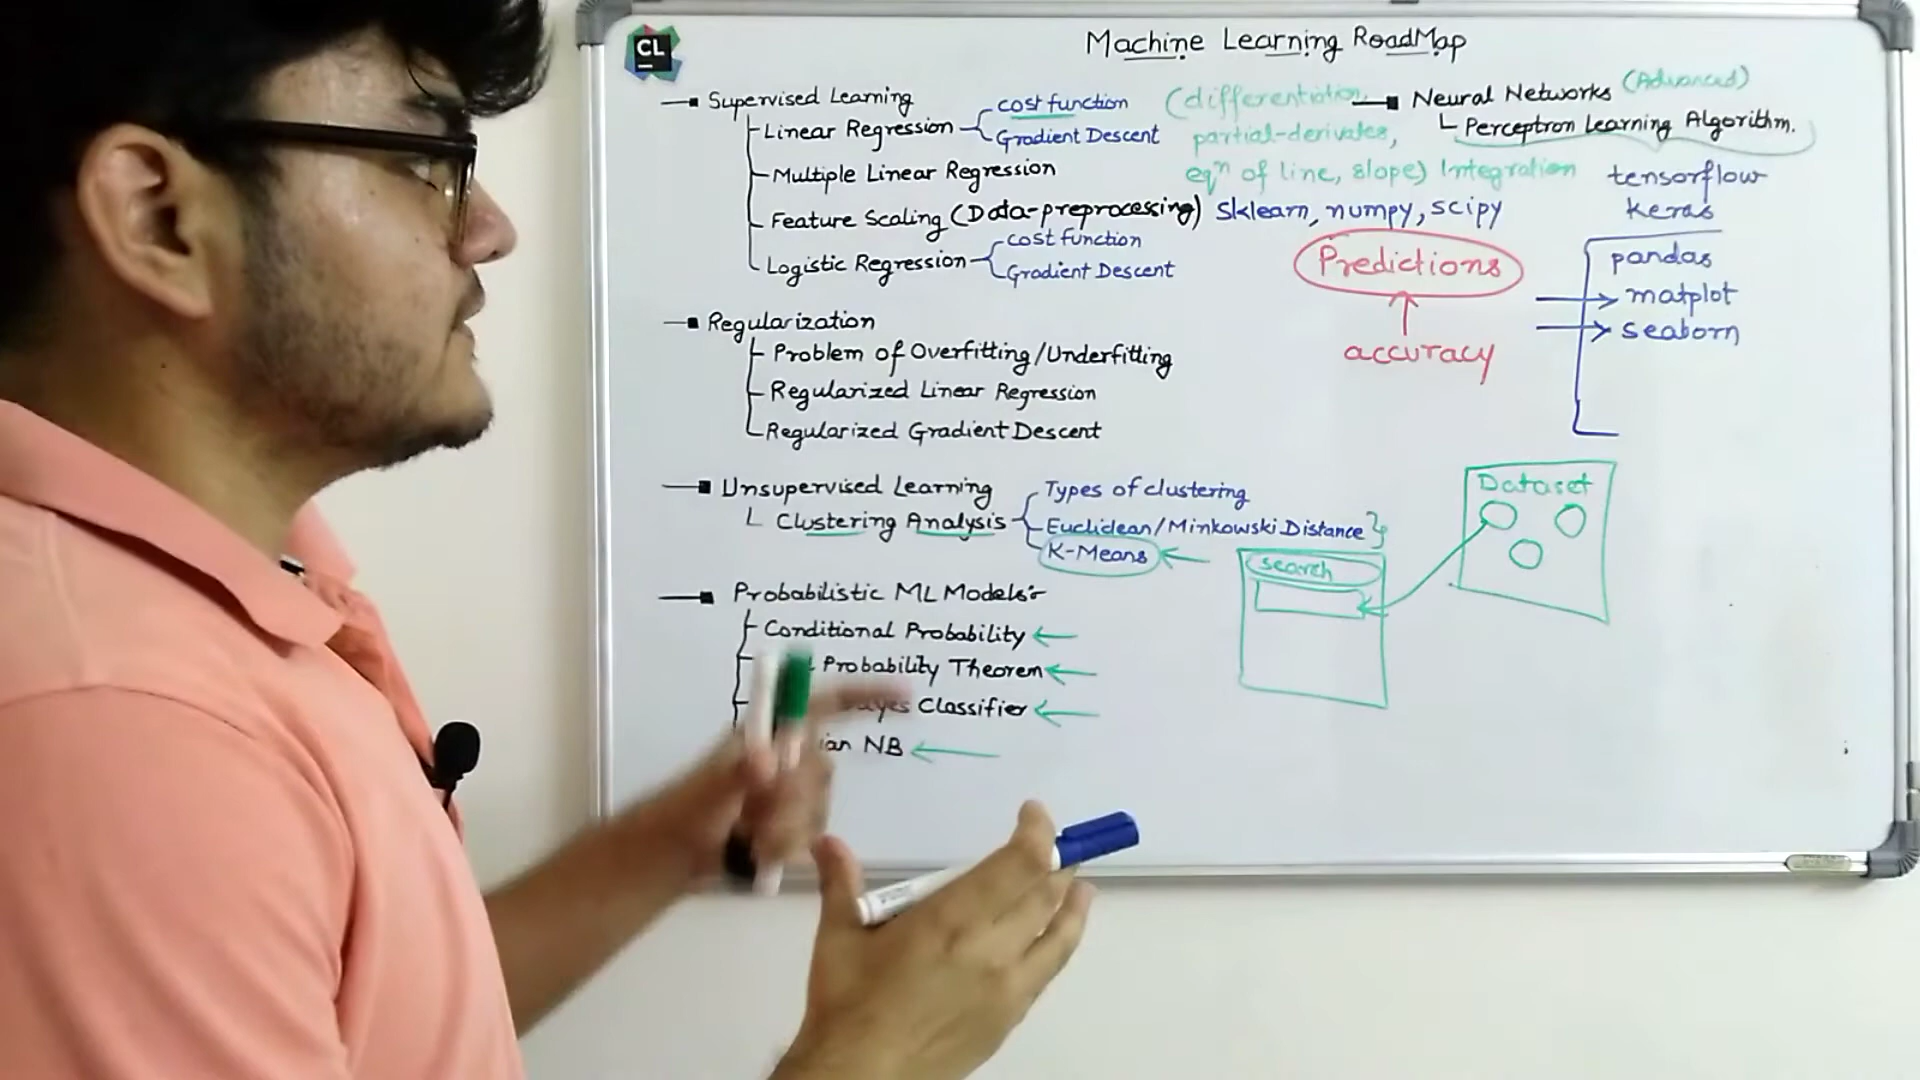 CL
Machine Learning RoadMap
Supervised Learning
Linear Regression
cost function
Gradient Descent
(differentiation,
partial-derivates,
eqn of line, slope) Integration
Multiple Linear Regression
Feature Scaling (Data-preprocessing) Sklearn, numpy, scipy
Logistic Regression
cost function
Gradient Descent
Neural Networks (Advanced)
Perceptron Learning Algorithm.
tensorflow
keras
pandas
matplot
seaborn
Predictions
accuracy
Regularization
Problem of Overfitting/Underfitting
Regularized Linear Regression
Regularized Gradient Descent
Unsupervised Learning
Clustering Analysis
Types of clustering
Euclidean/Minkowski Distance}
K-Means
search
Dataset
Probabilistic ML Models:-
Conditional Probability
Probability Theorem
Classifier
NB